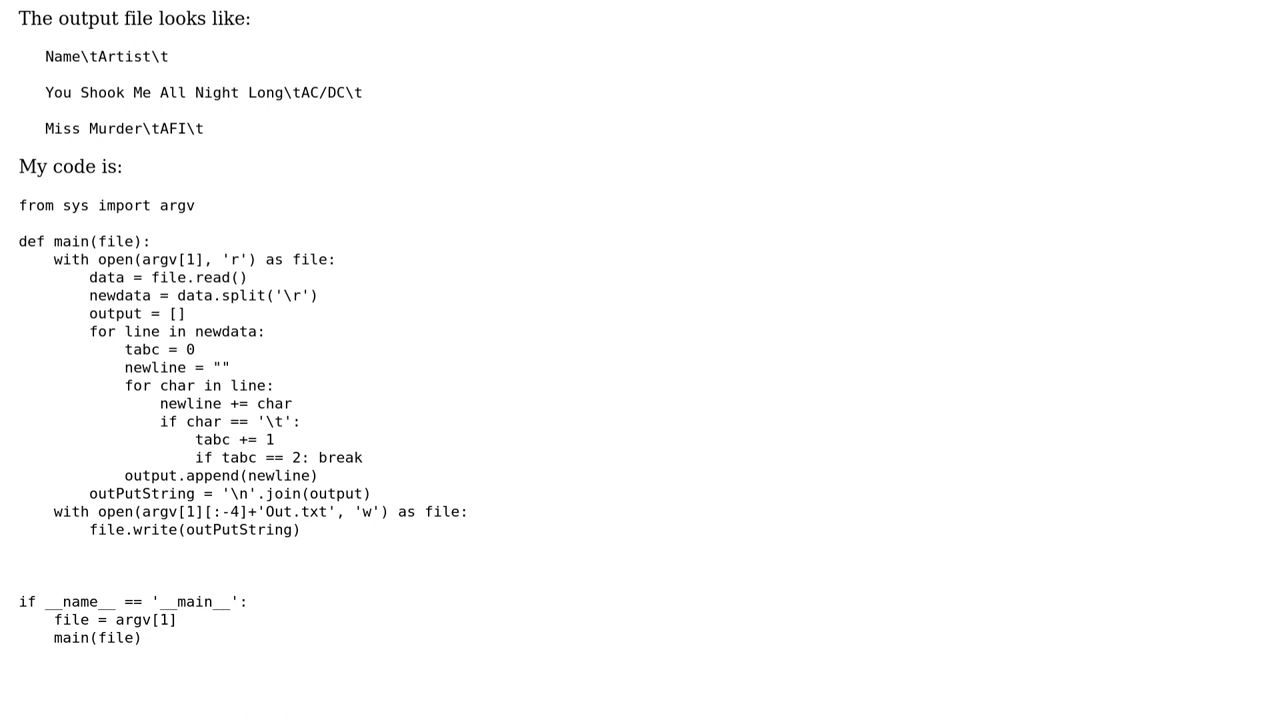 The output file looks like:
Name\tArtist\t
You Shook Me All Night Long\tAC/DC\t
Miss Murder\tAFI\t
My code is:
from sys import argv
def main(file):
    with open(argv[1], 'r') as file:
        data = file.read()
        newdata = data.split('\r')
        output = []
        for line in newdata:
            tabc = 0
            newline = ""
            for char in line:
                newline += char
                if char == '\t':
                    tabc += 1
                    if tabc == 2: break
            output.append(newline)
        outPutString = '\n'.join(output)
    with open(argv[1][:-4]+'Out.txt', 'w') as file:
        file.write(outPutString)
if __name__ == '__main__':
    file = argv[1]
    main(file)